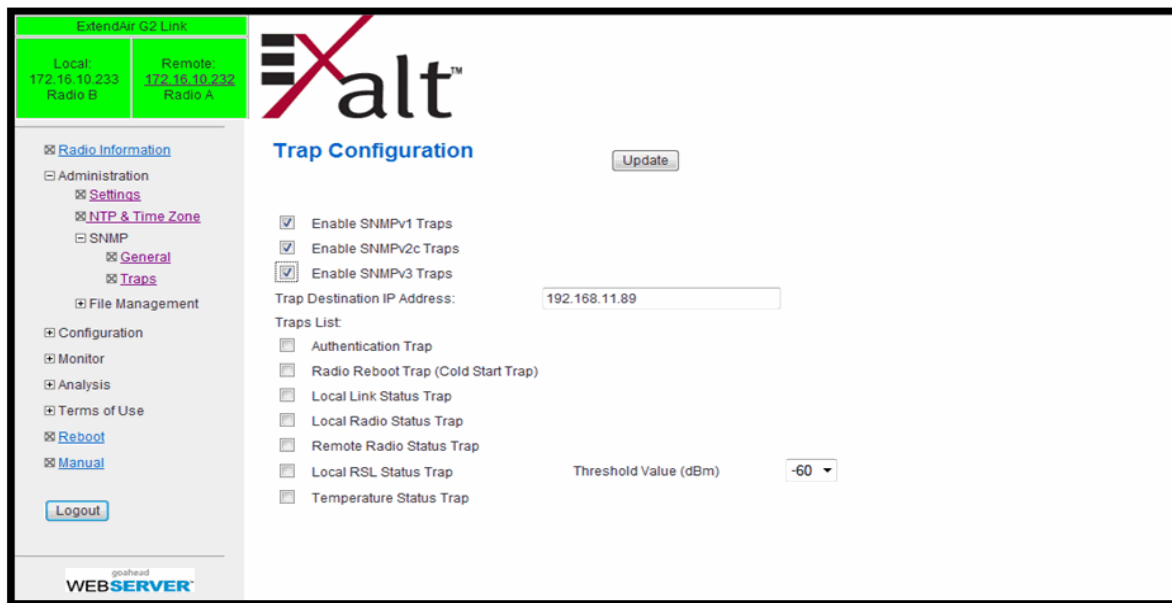 ExtendAir G2 Link
Local:
172.16.10.233
Radio B
Remote:
172.16.10.232
Radio A
EXalt™
Radio Information
Administration
Settings
NTP & Time Zone
SNMP
General
Traps
File Management
Configuration
Monitor
Analysis
Terms of Use
Reboot
Manual
Logout
goahead
WEBSERVER
Trap Configuration
Update
Enable SNMPv1 Traps
Enable SNMPv2c Traps
Enable SNMPv3 Traps
Trap Destination IP Address: 192.168.11.89
Traps List:
Authentication Trap
Radio Reboot Trap (Cold Start Trap)
Local Link Status Trap
Local Radio Status Trap
Remote Radio Status Trap
Local RSL Status Trap Threshold Value (dBm) -60
Temperature Status Trap